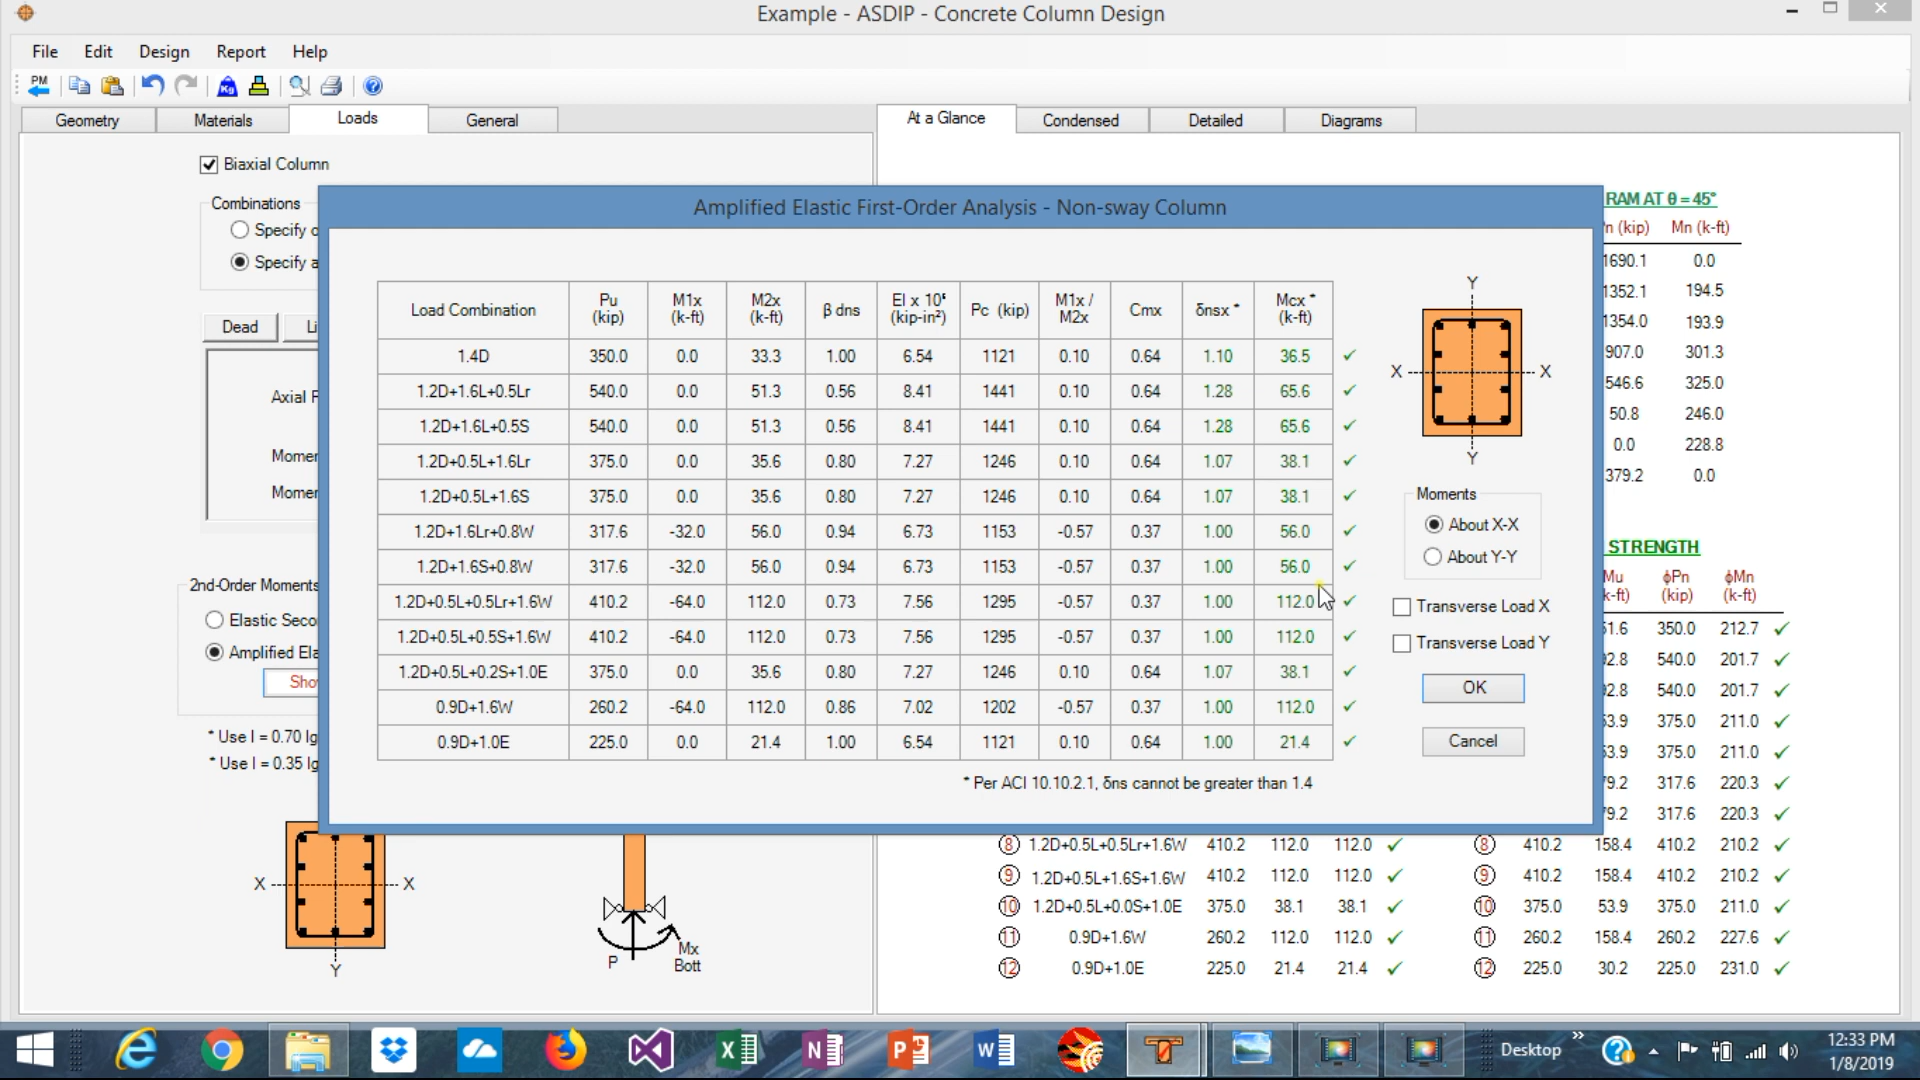 Example - ASDIP - Concrete Column Design
File Edit Design Report Help
PM Kg
Geometry Materials Loads General
At a Glance Condensed Detailed Diagrams
Biaxial Column
Combinations
Specify
Specify
Dead
Axial
2nd-Order Moments
Elastic
Amplified
* Use I = 0.70 Ig
* Use I = 0.35 Ig
X X
Y
P
Mx
Bott
Amplified Elastic First-Order Analysis - Non-sway Column
Load Combination Pu (kip) M1x (k-ft) M2x (k-ft) β dns EI x 10⁶ (kip-in²) Pc (kip) M1x / M2x Cmx δnsx * Mcx * (k-ft)
1.4D 350.0 0.0 33.3 1.00 6.54 1121 0.10 0.64 1.10 36.5 ✓
1.2D+1.6L+0.5Lr 540.0 0.0 51.3 0.56 8.41 1441 0.10 0.64 1.28 65.6 ✓
1.2D+1.6L+0.5S 540.0 0.0 51.3 0.56 8.41 1441 0.10 0.64 1.28 65.6 ✓
1.2D+0.5L+1.6Lr 375.0 0.0 35.6 0.80 7.27 1246 0.10 0.64 1.07 38.1 ✓
1.2D+0.5L+1.6S 375.0 0.0 35.6 0.80 7.27 1246 0.10 0.64 1.07 38.1 ✓
1.2D+1.6Lr+0.8W 317.6 -32.0 56.0 0.94 6.73 1153 -0.57 0.37 1.00 56.0 ✓
1.2D+1.6S+0.8W 317.6 -32.0 56.0 0.94 6.73 1153 -0.57 0.37 1.00 56.0 ✓
1.2D+0.5L+0.5Lr+1.6W 410.2 -64.0 112.0 0.73 7.56 1295 -0.57 0.37 1.00 112.0 ✓
1.2D+0.5L+0.5S+1.6W 410.2 -64.0 112.0 0.73 7.56 1295 -0.57 0.37 1.00 112.0 ✓
1.2D+0.5L+0.2S+1.0E 375.0 0.0 35.6 0.80 7.27 1246 0.10 0.64 1.07 38.1 ✓
0.9D+1.6W 260.2 -64.0 112.0 0.86 7.02 1202 -0.57 0.37 1.00 112.0 ✓
0.9D+1.0E 225.0 0.0 21.4 1.00 6.54 1121 0.10 0.64 1.00 21.4 ✓
* Per ACI 10.10.2.1, δns cannot be greater than 1.4
Y
X X
Y
Moments
About X-X
About Y-Y
Transverse Load X
Transverse Load Y
OK
Cancel
AT θ = 45°
(kip) Mn (k-ft)
1690.1 0.0
1352.1 194.5
1354.0 193.9
907.0 301.3
546.6 325.0
50.8 246.0
0.0 228.8
379.2 0.0
STRENGTH
Mu ϕPn (kip) ϕMn (k-ft)
350.0 212.7 ✓
540.0 201.7 ✓
540.0 201.7 ✓
375.0 211.0 ✓
375.0 211.0 ✓
317.6 220.3 ✓
317.6 220.3 ✓
8 1.2D+0.5L+0.5Lr+1.6W 410.2 112.0 112.0 ✓ 8 410.2 158.4 410.2 210.2 ✓
9 1.2D+0.5L+1.6S+1.6W 410.2 112.0 112.0 ✓ 9 410.2 158.4 410.2 210.2 ✓
10 1.2D+0.5L+0.0S+1.0E 375.0 38.1 38.1 ✓ 10 375.0 53.9 375.0 211.0 ✓
11 0.9D+1.6W 260.2 112.0 112.0 ✓ 11 260.2 158.4 260.2 227.6 ✓
12 0.9D+1.0E 225.0 21.4 21.4 ✓ 12 225.0 30.2 225.0 231.0 ✓
Desktop
12:33 PM
1/8/2019